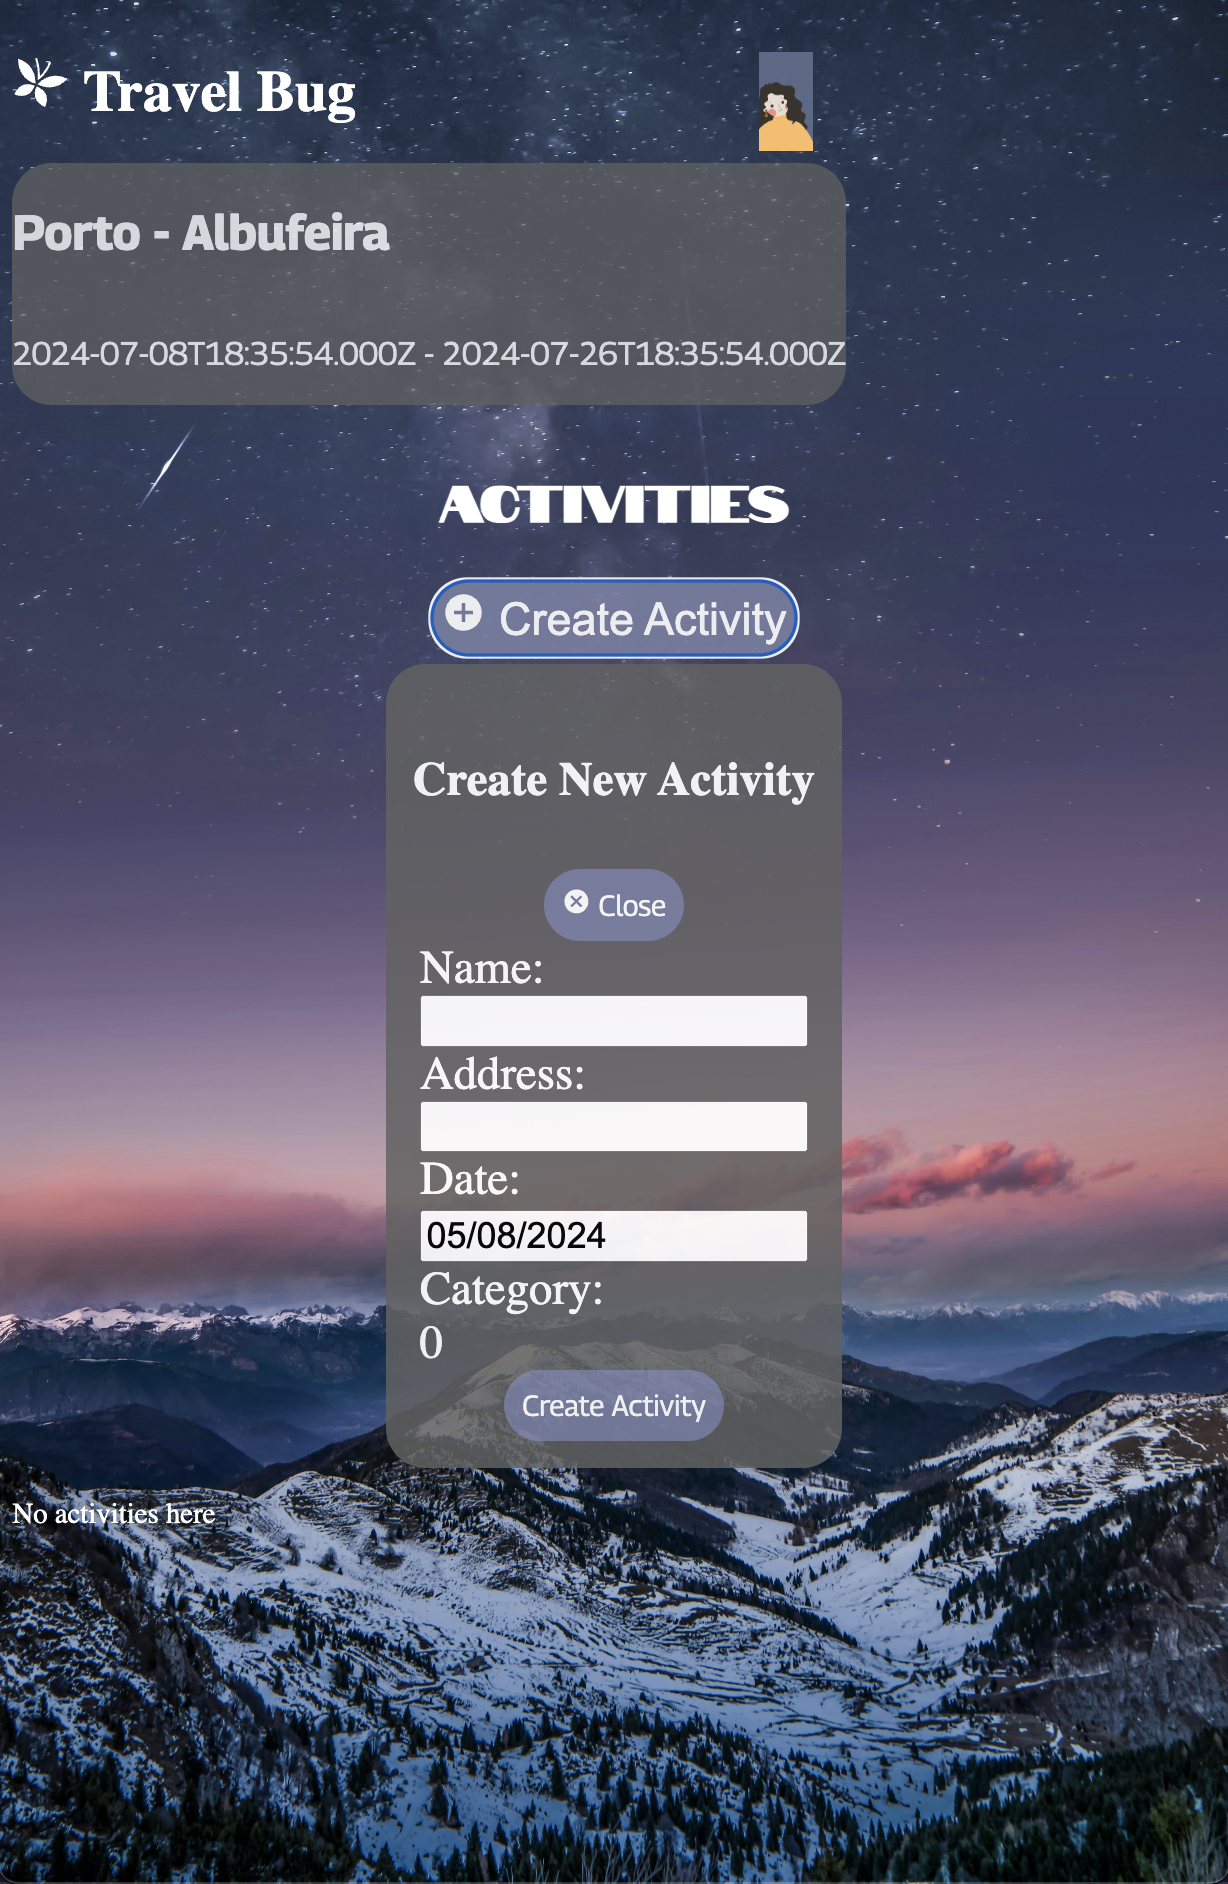 Travel Bug
Porto - Albufeira
2024-07-08T18:35:54.000Z - 2024-07-26T18:35:54.000Z
ACTIVITIES
Create Activity
Create New Activity
Close
Name:
Address:
Date:
05/08/2024
Category:
0
Create Activity
No activities here